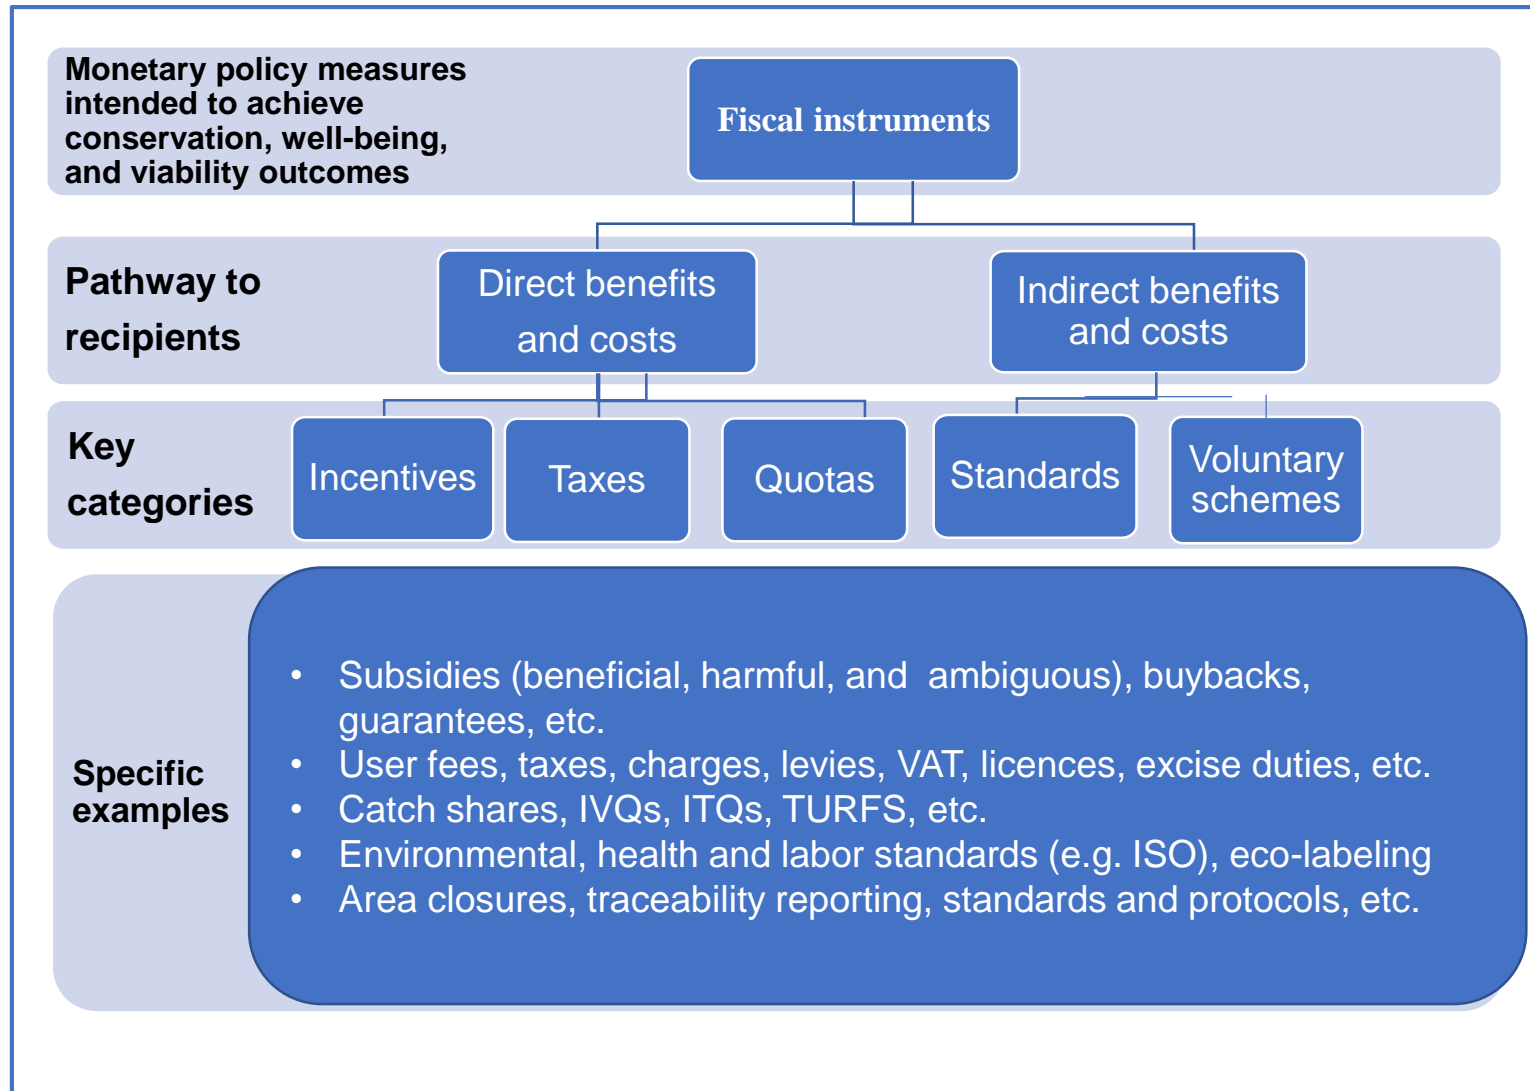 Monetary policy measures
intended to achieve
conservation, well-being,
and viability outcomes
Fiscal instruments
Pathway to
recipients
Direct benefits
and costs
Indirect benefits
and costs
Key
categories
Incentives
Taxes
Quotas
Standards
Voluntary
schemes
Specific
examples
• Subsidies (beneficial, harmful, and  ambiguous), buybacks,
guarantees, etc.
• User fees, taxes, charges, levies, VAT, licences, excise duties, etc.
• Catch shares, IVQs, ITQs, TURFS, etc.
• Environmental, health and labor standards (e.g. ISO), eco-labeling
• Area closures, traceability reporting, standards and protocols, etc.